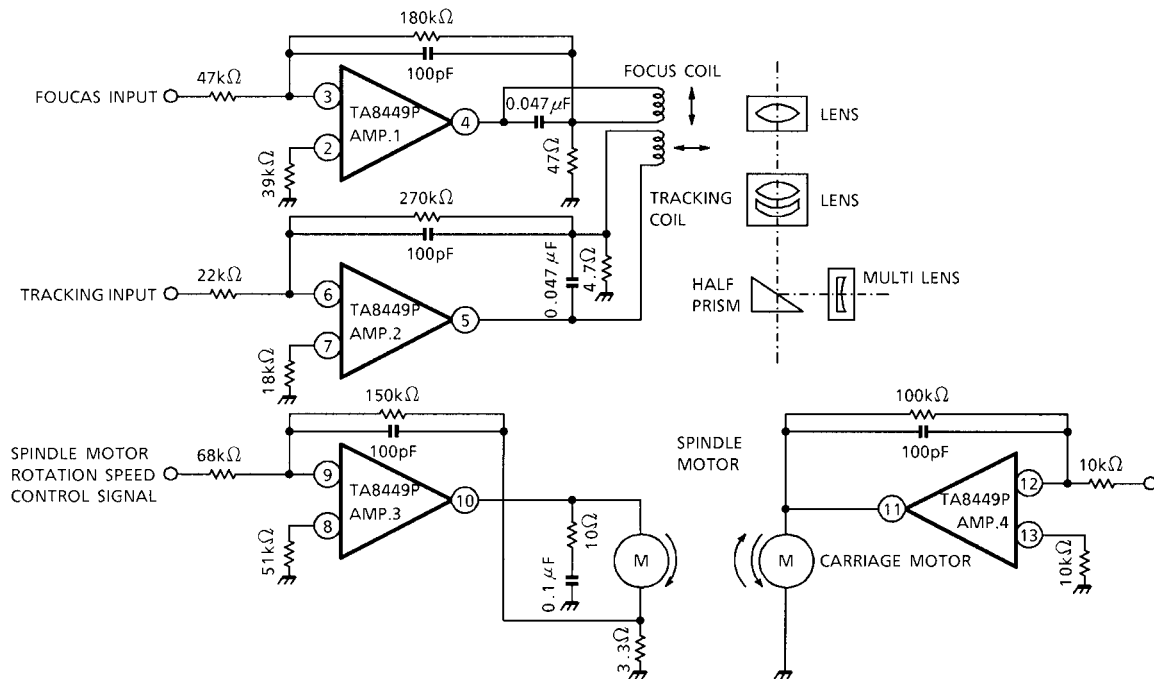 180kΩ
100pF
47kΩ
FOUCAS INPUT
3
TA8449P
AMP.1
4
2
39kΩ
0.047μF
47Ω
FOCUS COIL
LENS
TRACKING
COIL
LENS
270kΩ
100pF
22kΩ
TRACKING INPUT
6
TA8449P
AMP.2
5
7
18kΩ
0.047μF
4.7Ω
HALF
PRISM
MULTI LENS
150kΩ
100pF
SPINDLE MOTOR
ROTATION SPEED
CONTROL SIGNAL
68kΩ
9
TA8449P
AMP.3
10
8
51kΩ
10Ω
0.1μF
M
3.3Ω
SPINDLE
MOTOR
100kΩ
100pF
11
TA8449P
AMP.4
12
10kΩ
13
10kΩ
M
CARRIAGE MOTOR